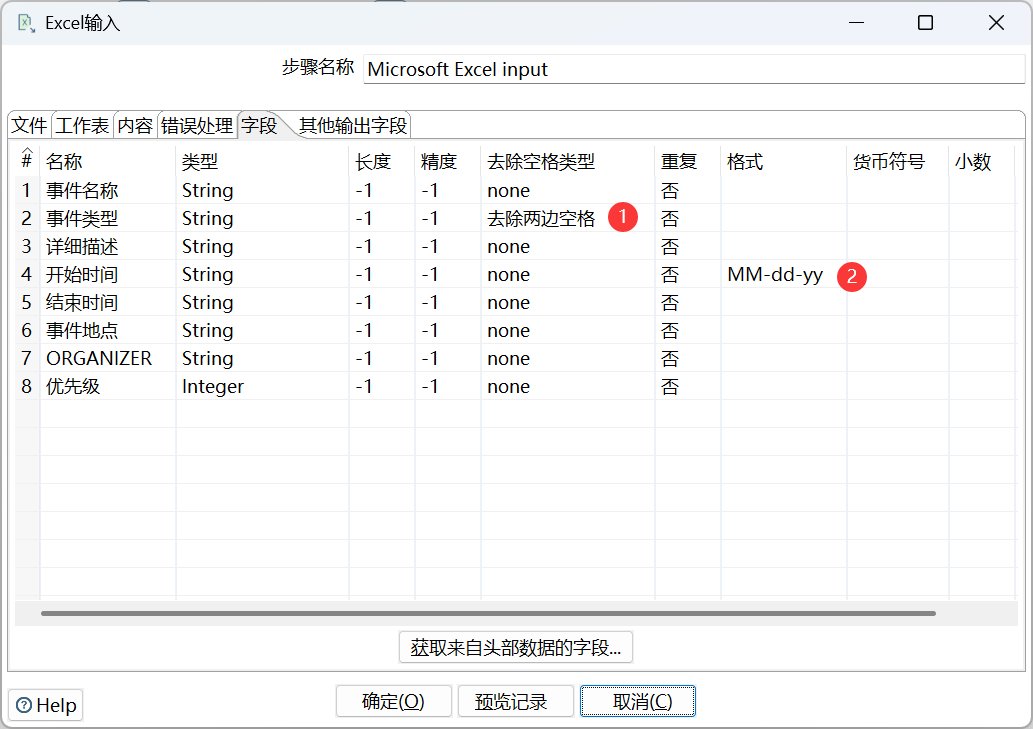 Excel输入
步骤名称 Microsoft Excel input
文件 工作表 内容 错误处理 字段 其他输出字段
# 名称 类型 长度 精度 去除空格类型 重复 格式 货币符号 小数
1 事件名称 String -1 -1 none 否
2 事件类型 String -1 -1 去除两边空格 1 否
3 详细描述 String -1 -1 none 否
4 开始时间 String -1 -1 none 否 MM-dd-yy 2
5 结束时间 String -1 -1 none 否
6 事件地点 String -1 -1 none 否
7 ORGANIZER String -1 -1 none 否
8 优先级 Integer -1 -1 none 否
获取来自头部数据的字段...
Help 确定(O) 预览记录 取消(C)